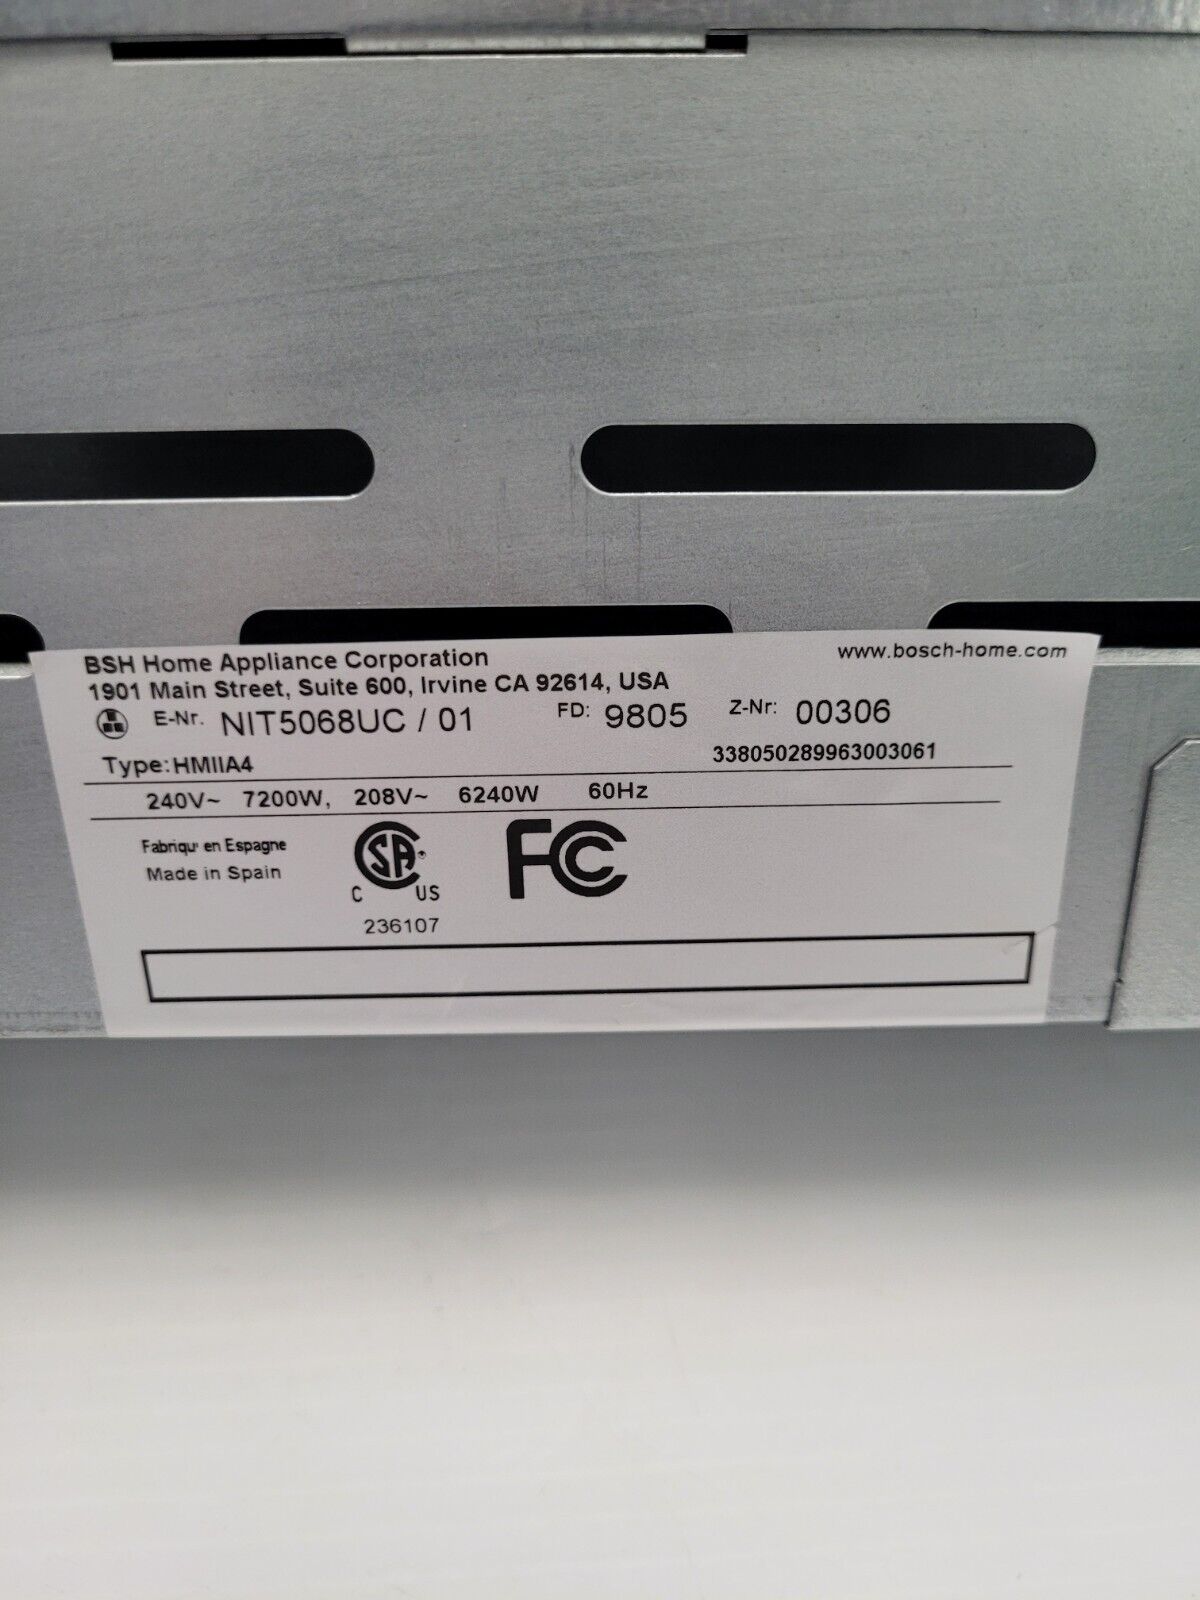 BSH Home Appliance Corporation
www.bosch-home.com
1901 Main Street, Suite 600, Irvine CA 92614, USA
E-Nr. NIT5068UC / 01 FD: 9805 Z-Nr: 00306
Type:HMIIA4 338050289963003061
240V~ 7200W, 208V~ 6240W 60Hz
Fabriqu' en Espagne
Made in Spain
CSA
C US
FC
236107